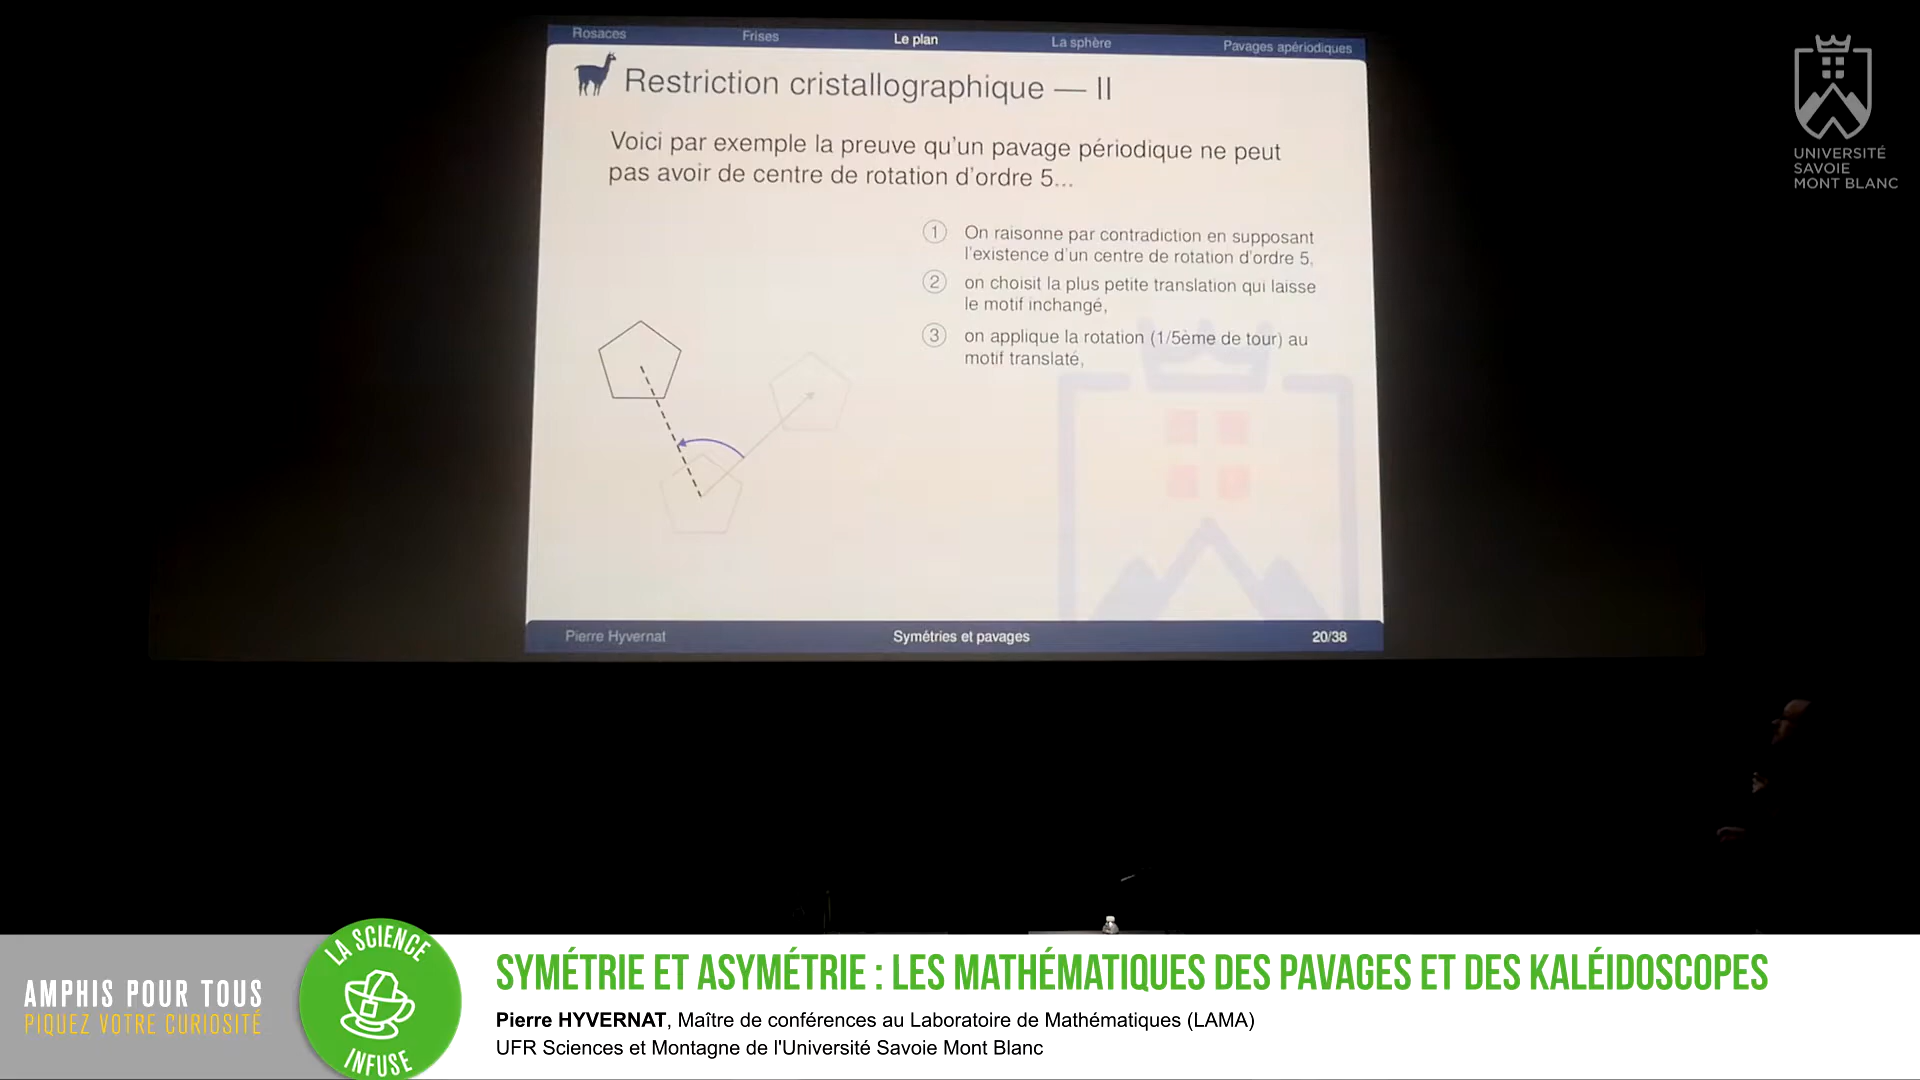 Rosaces
Frises
Le plan
La sphère
Pavages apériodiques
Restriction cristallographique — II
Voici par exemple la preuve qu'un pavage périodique ne peut
pas avoir de centre de rotation d'ordre 5...
1 On raisonne par contradiction en supposant
l'existence d'un centre de rotation d'ordre 5,
2 on choisit la plus petite translation qui laisse
le motif inchangé,
3 on applique la rotation (1/5ème de tour) au
motif translaté,
Pierre Hyvernat
Symétries et pavages
20/38
UNIVERSITÉ
SAVOIE
MONT BLANC
AMPHIS POUR TOUS
PIQUEZ VOTRE CURIOSITÉ
LA SCIENCE
INFUSE
SYMÉTRIE ET ASYMÉTRIE : LES MATHÉMATIQUES DES PAVAGES ET DES KALÉIDOSCOPES
Pierre HYVERNAT, Maître de conférences au Laboratoire de Mathématiques (LAMA)
UFR Sciences et Montagne de l'Université Savoie Mont Blanc